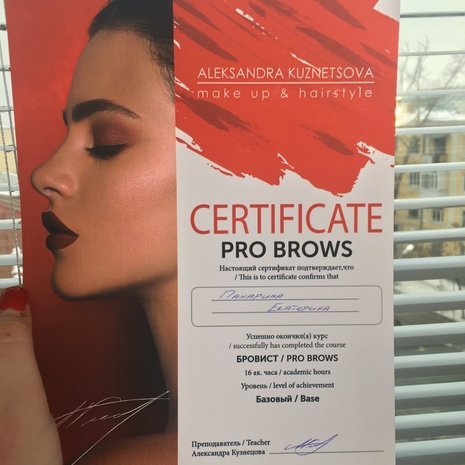 ALEKSANDRA KUZNETSOVA
make up & hairstyle
CERTIFICATE
PRO BROWS
Настоящий сертификат подтверждает,что
/ This is to certificate confirms that
Панарина
Екатерина
Успешно окончил(а) курс
/ successfully has completed the course
БРОВИСТ / PRO BROWS
16 ак. часа / academic hours
Уровень / level of achievement
Базовый / Base
Преподаватель / Teacher
Александра Кузнецова